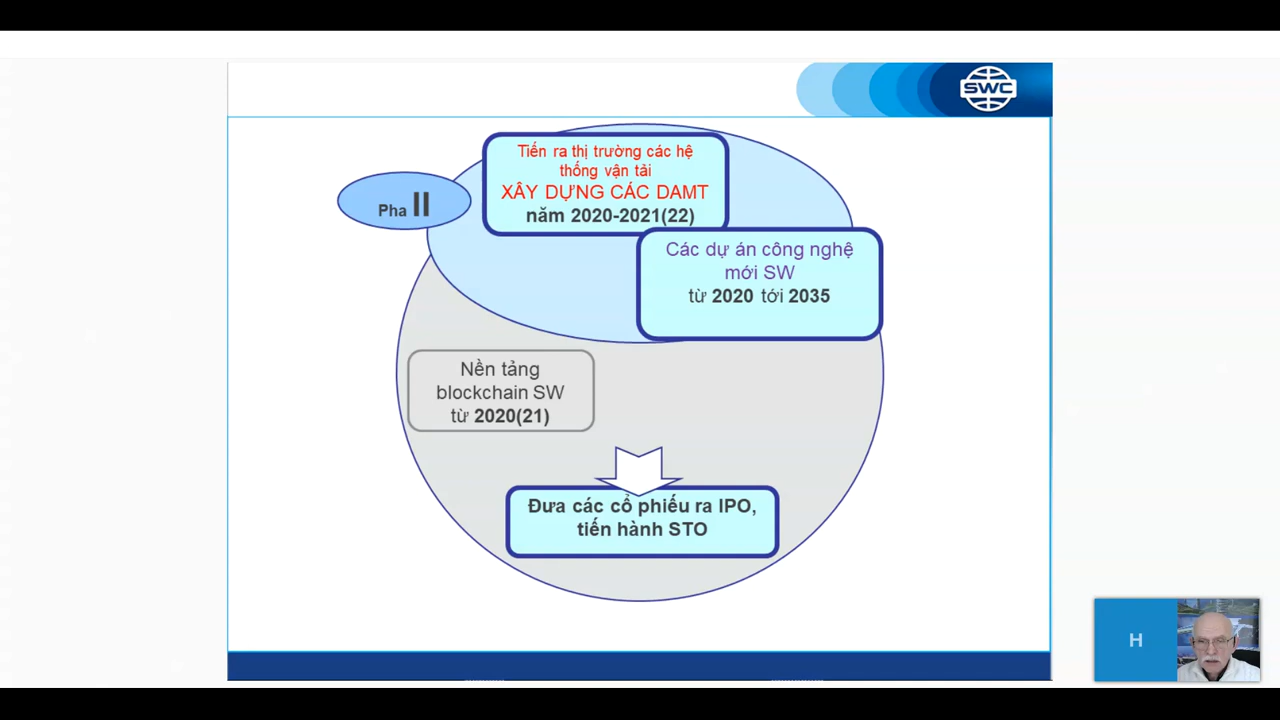 SWC
Tiến ra thị trường các hệ
thống vận tải
XÂY DỰNG CÁC DAMT
năm 2020-2021(22)
Pha II
Các dự án công nghệ
mới SW
từ 2020 tới 2035
Nền tảng
blockchain SW
từ 2020(21)
Đưa các cổ phiếu ra IPO,
tiến hành STO
H